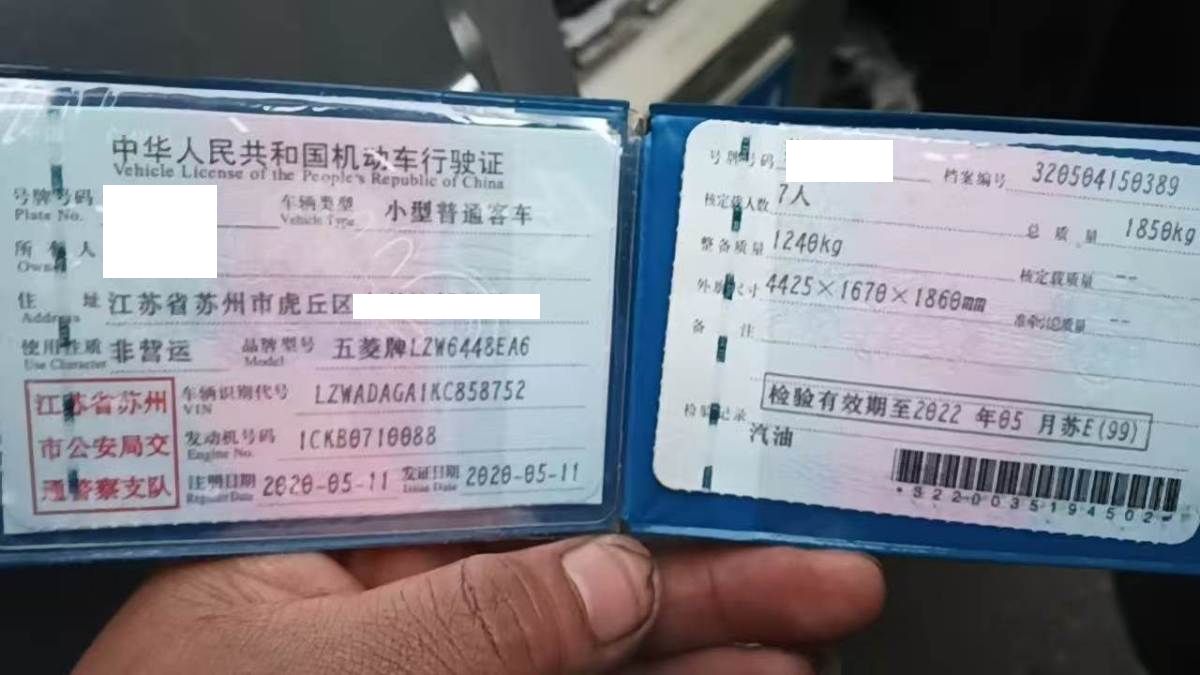 中华人民共和国机动车行驶证
Vehicle License of the People's Republic of China
号牌号码
Plate No.
车辆类型
Vehicle Type
小型普通客车
所有人
Owner
住址
Address
江苏省苏州市虎丘区
使用性质
Use Character
非营运
品牌型号
Model
五菱牌LZW6448EA6
江苏省苏州
市公安局交
通警察支队
车辆识别代号
VIN
LZWADAGA1KC858752
发动机号码
Engine No.
1CKB0710088
注册日期
Register Date
2020-05-11
发证日期
Issue Date
2020-05-11
号牌号码
档案编号
320504150389
核定载人数
7人
总质量
1850kg
整备质量
1240kg
核定载质量
--
外廓尺寸
4425×1670×1860mm
准牵引总质量
--
备注
检验有效期至2022年05月苏E(99)
检验记录
汽油
*3220035194502*